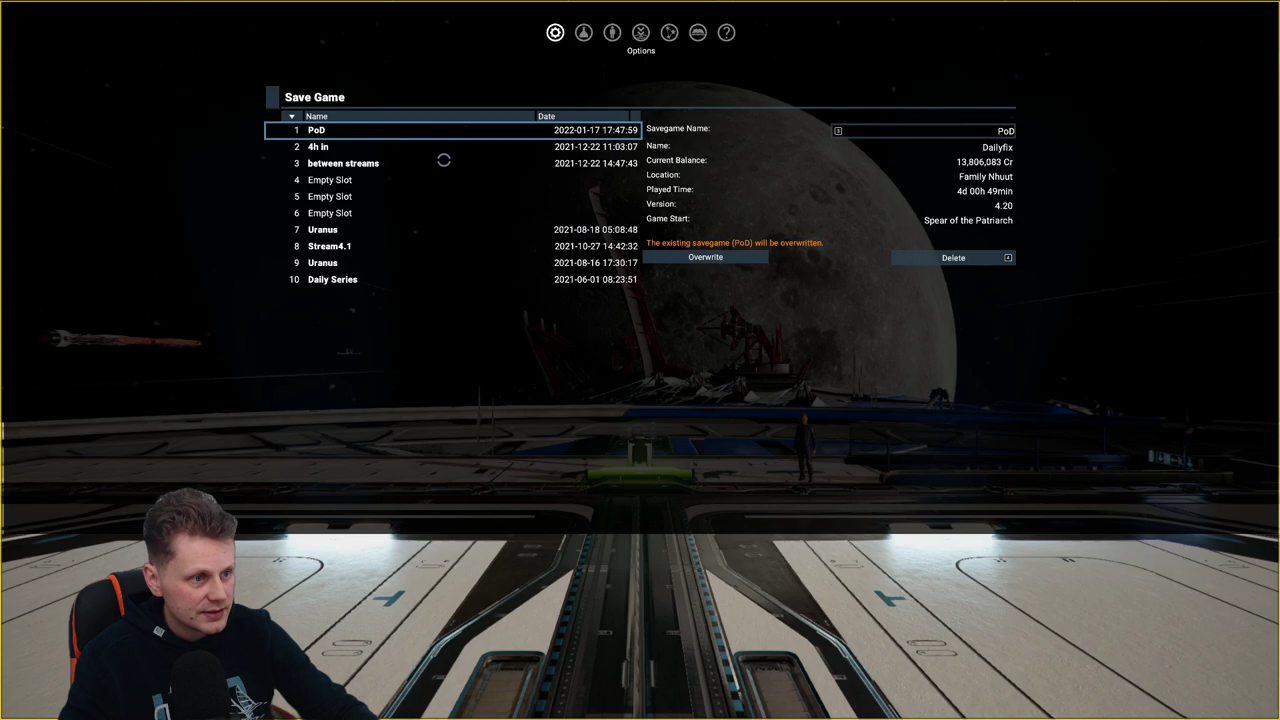 Options
Save Game
Name Date
1 PoD 2022-01-17 17:47:59
2 4h in 2021-12-22 11:03:07
3 between streams 2021-12-22 14:47:43
4 Empty Slot
5 Empty Slot
6 Empty Slot
7 Uranus 2021-08-18 05:08:48
8 Stream4.1 2021-10-27 14:42:32
9 Uranus 2021-08-16 17:30:17
10 Daily Series 2021-06-01 08:23:51
Savegame Name: PoD
Name: Dailyfix
Current Balance: 13,806,083 Cr
Location: Family Nhuut
Played Time: 4d 00h 49min
Version: 4.20
Game Start: Spear of the Patriarch
The existing savegame (PoD) will be overwritten.
Overwrite Delete